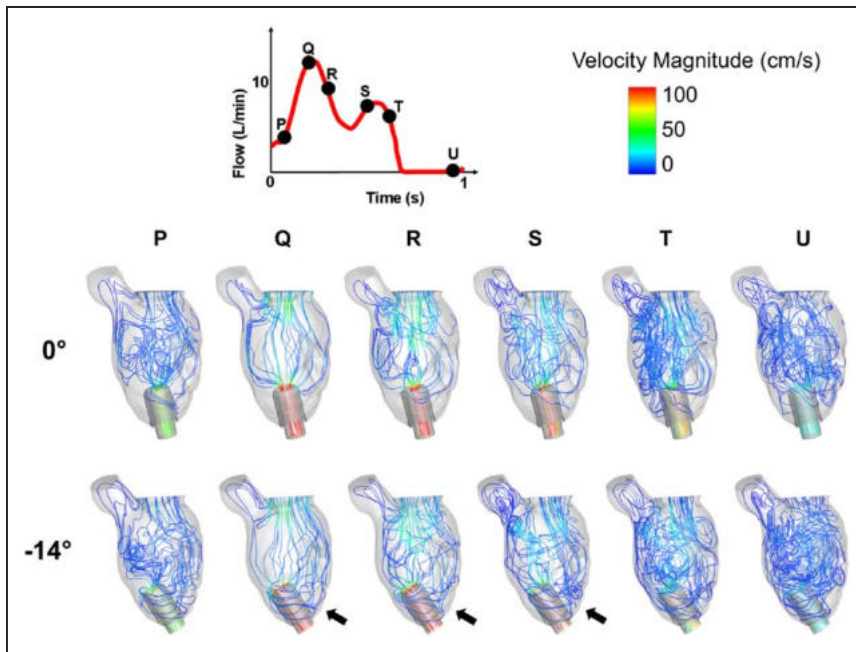 Q
R
P
S
T
U
10
Flow (L/min)
0
1
Time (s)
Velocity Magnitude (cm/s)
100
50
0
P Q R S T U
0°
-14°